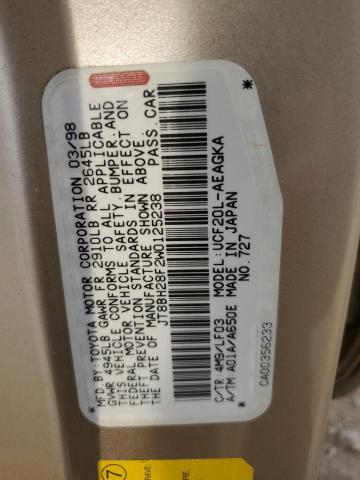 MFD. BY: TOYOTA MOTOR CORPORATION 03/98
GVWR 4945LB GAWR FR 2910LB RR 2645LB
THIS VEHICLE CONFORMS TO ALL APPLICABLE
FEDERAL MOTOR VEHICLE SAFETY, BUMPER, AND
THEFT PREVENTION STANDARDS IN EFFECT ON
THE DATE OF MANUFACTURE SHOWN ABOVE.
JT8BH28F2W0125238 PASS. CAR
C/TR: 4M9/LF03 MODEL: UCF20L-AEAGKA
A/TM: A01A/A650E MADE IN JAPAN
NO. 727
CA00356233
7